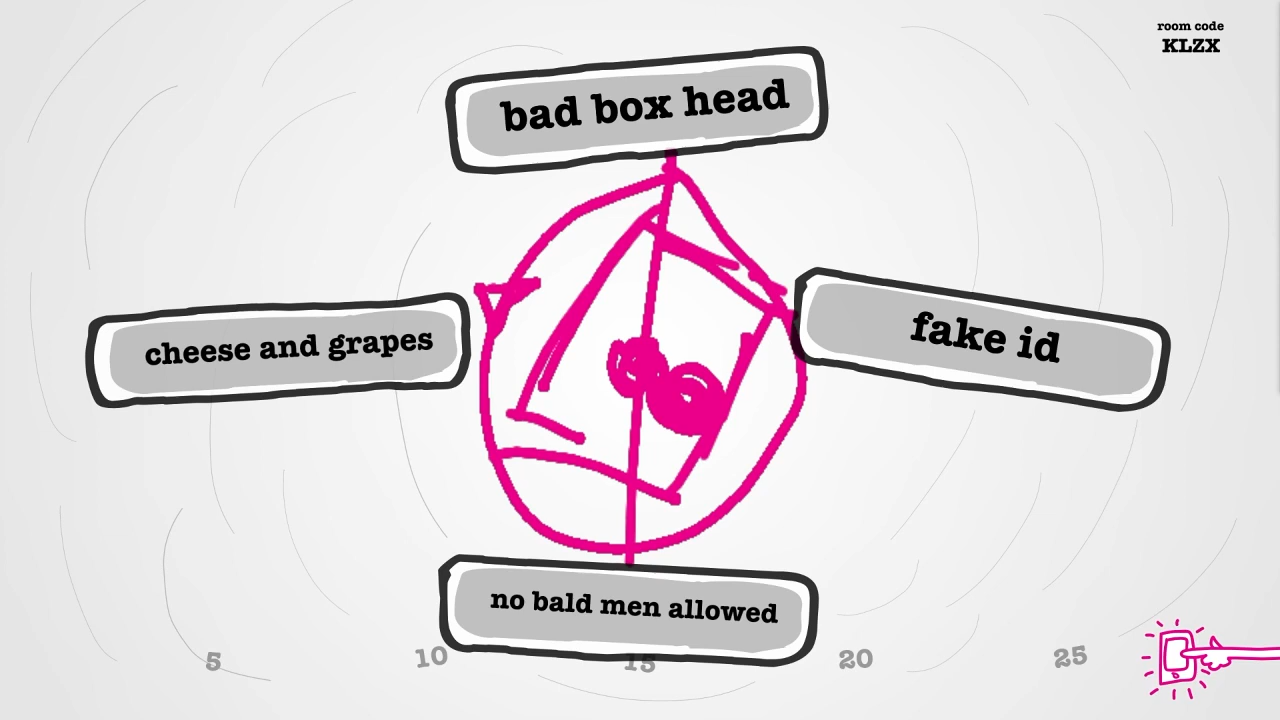 room code
KLZX
bad box head
cheese and grapes
fake id
no bald men allowed
5 10 15 20 25